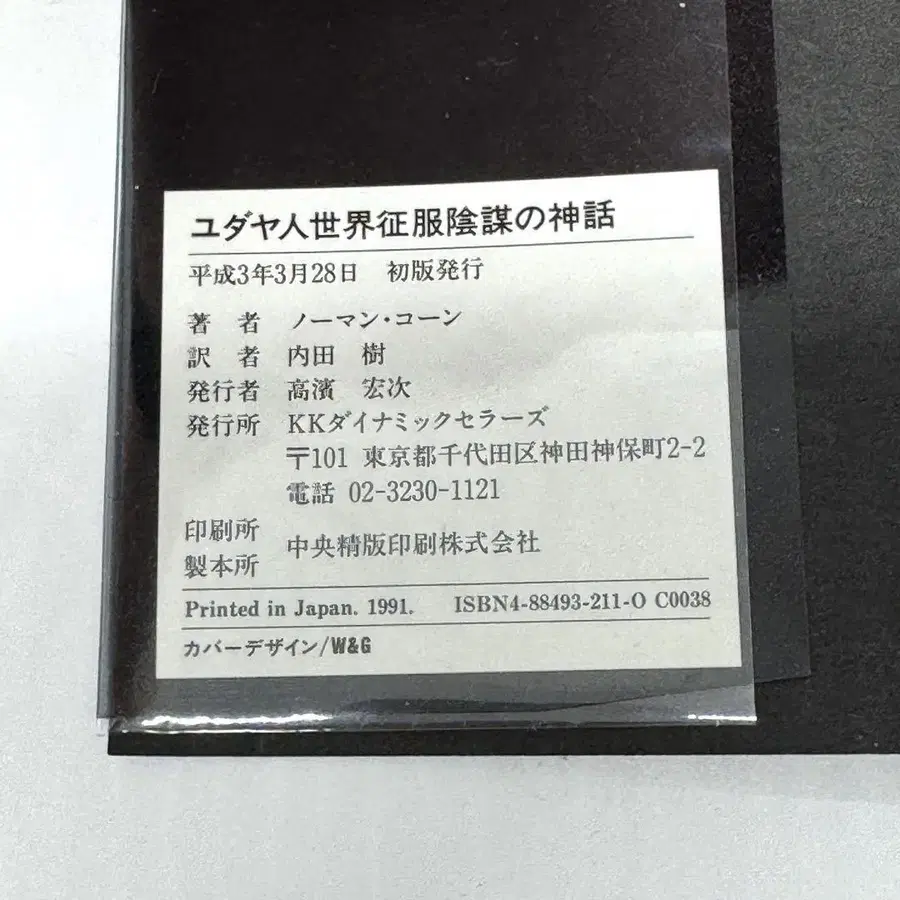 ユダヤ人世界征服陰謀の神話
平成3年3月28日 初版発行
著者 ノーマン・コーン
訳者 内田 樹
発行者 高濱 宏次
発行所 KKダイナミックセラーズ
〒101 東京都千代田区神田神保町2-2
電話 02-3230-1121
印刷所
製本所 中央精版印刷株式会社
Printed in Japan. 1991. ISBN4-88493-211-O C0038
カバーデザイン/W&G